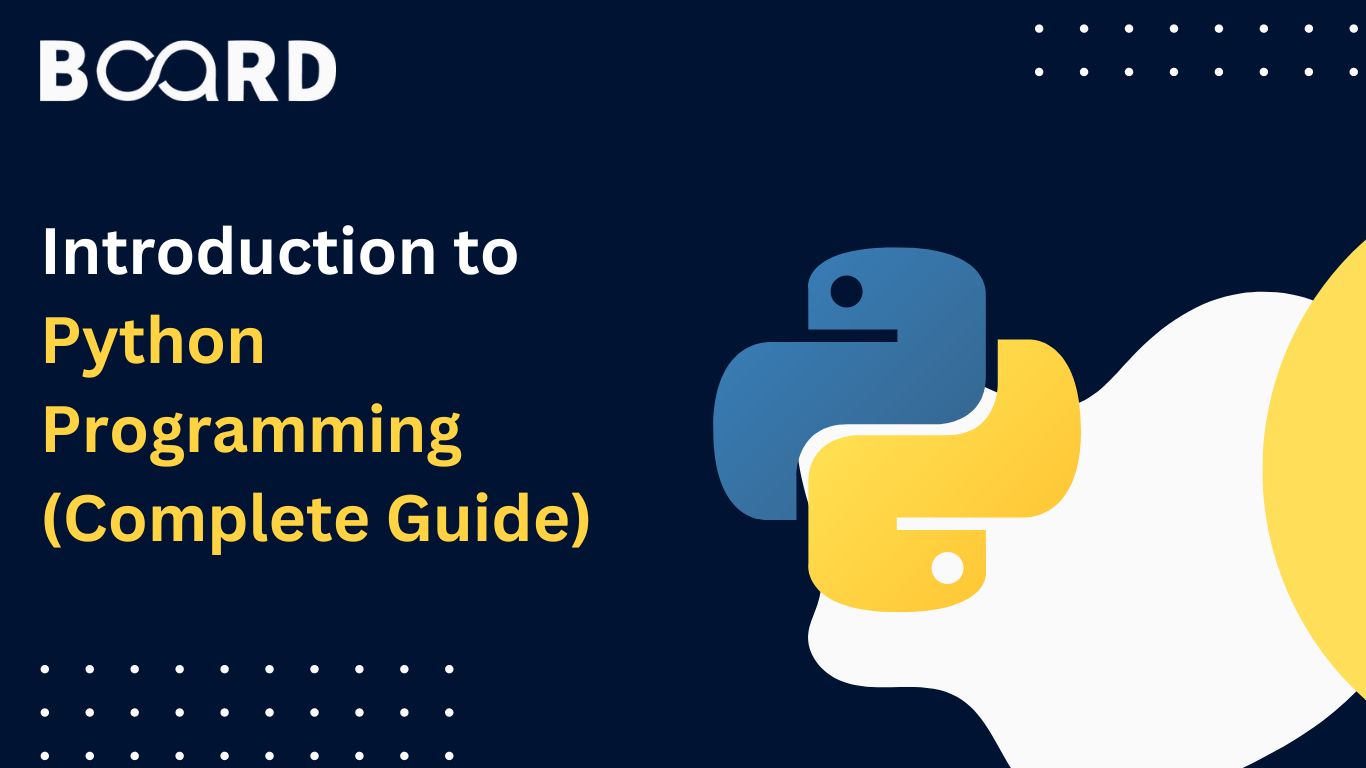 BOARD
Introduction to
Python
Programming
(Complete Guide)